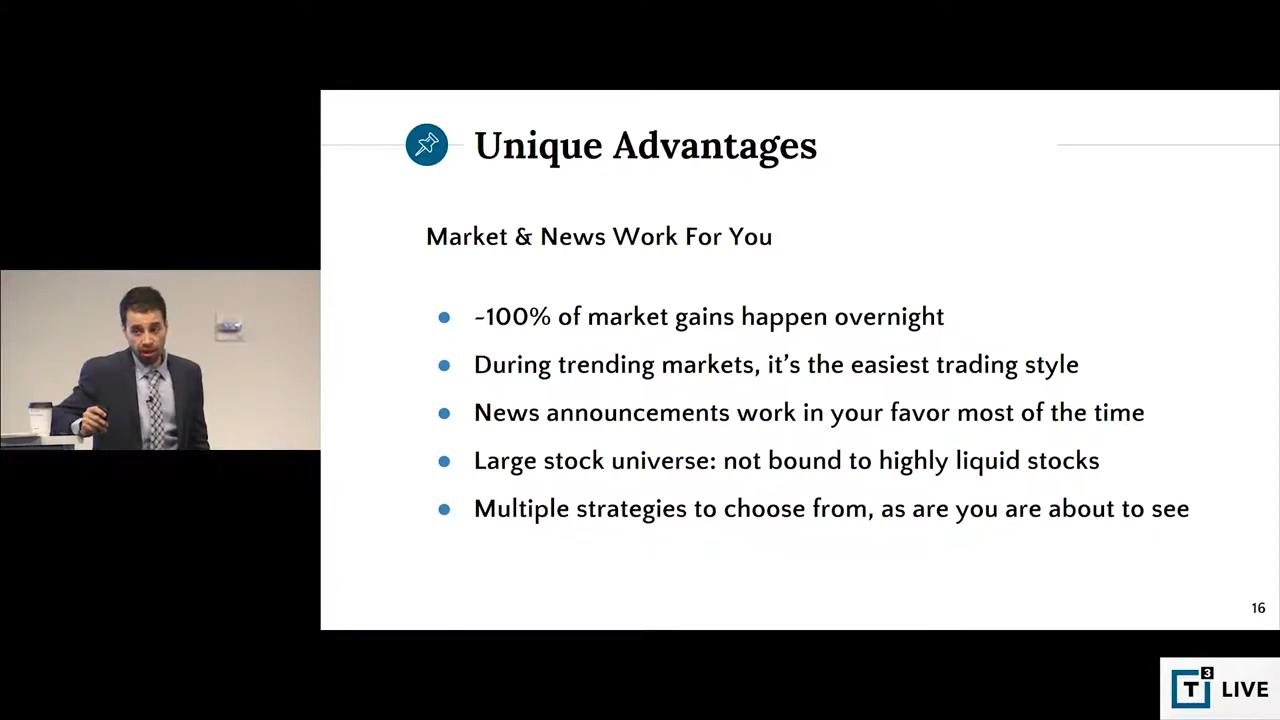 Unique Advantages
Market & News Work For You
~100% of market gains happen overnight
During trending markets, it's the easiest trading style
News announcements work in your favor most of the time
Large stock universe: not bound to highly liquid stocks
Multiple strategies to choose from, as are you are about to see
16
T3 LIVE